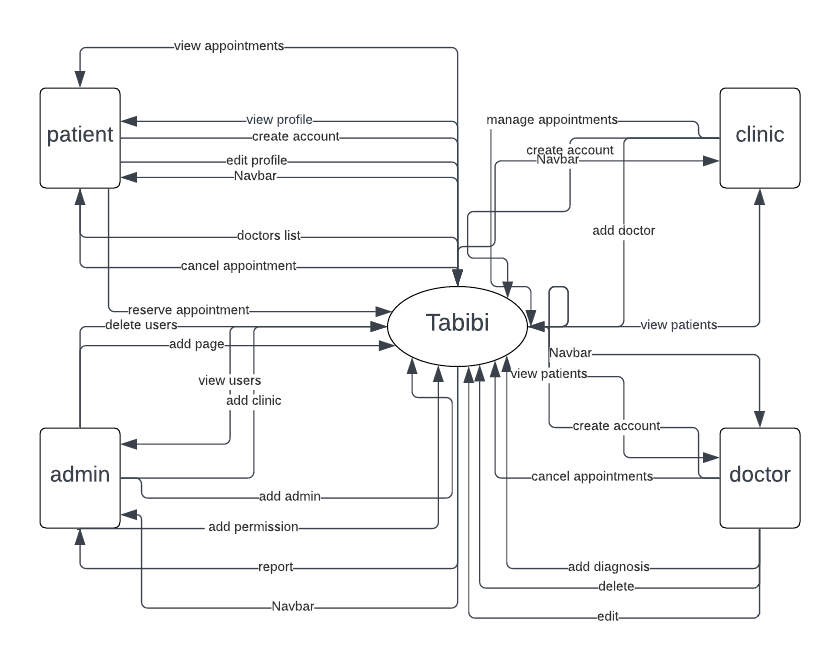 view appointments
view profile
manage appointments
patient
clinic
create account
create account
edit profile
Navbar
Navbar
add doctor
doctors list
cancel appointment
reserve appointment
Tabibi
delete users
view patients
add page
Navbar
view users
view patients
add clinic
create account
admin
doctor
cancel appointments
add admin
add permission
report
add diagnosis
delete
Navbar
edit